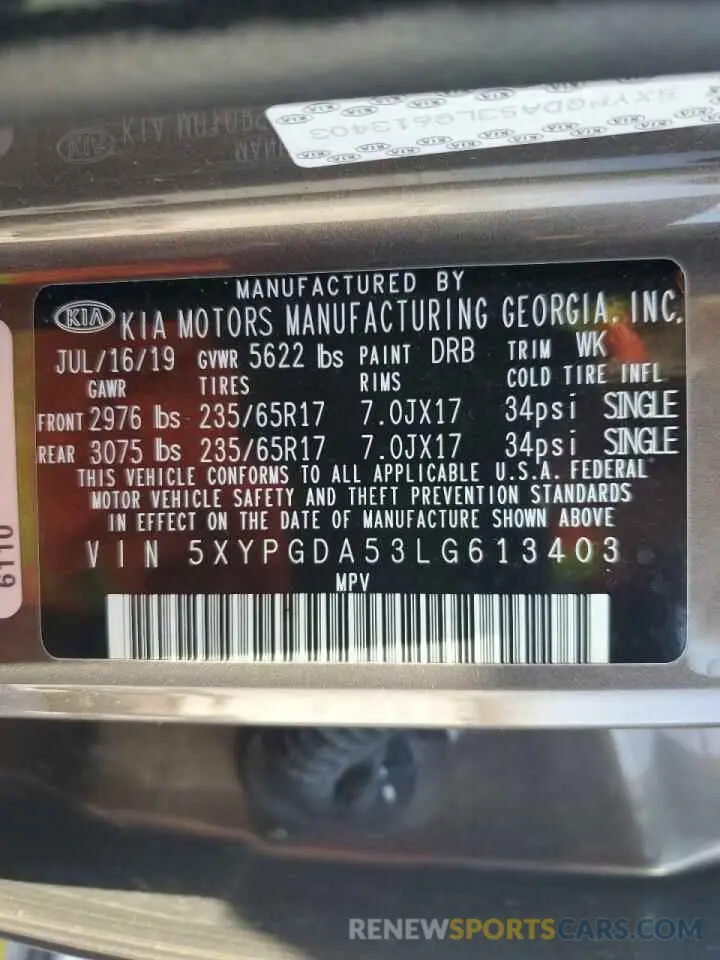 5XYPGDA53LG613403
MANUFACTURED BY
KIA KIA MOTORS MANUFACTURING GEORGIA, INC.
JUL/16/19 GVWR 5622 lbs PAINT DRB TRIM WK
GAWR TIRES RIMS COLD TIRE INFL
FRONT 2976 lbs 235/65R17 7.0JX17 34psi SINGLE
REAR 3075 lbs 235/65R17 7.0JX17 34psi SINGLE
THIS VEHICLE CONFORMS TO ALL APPLICABLE U.S.A. FEDERAL
MOTOR VEHICLE SAFETY AND THEFT PREVENTION STANDARDS
IN EFFECT ON THE DATE OF MANUFACTURE SHOWN ABOVE
VIN 5XYPGDA53LG613403
MPV
6110
RENEWSPORTSCARS.COM